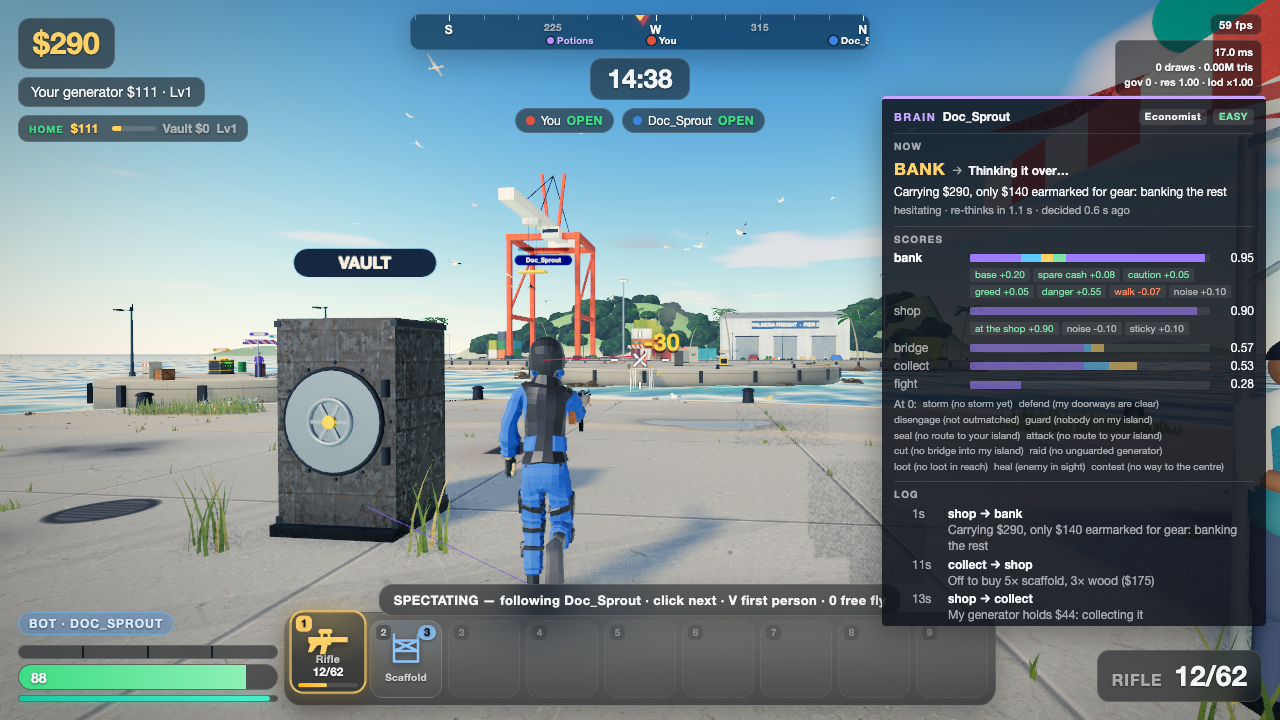 $290
Your generator $111 · Lv1
HOME $111 Vault $0 Lv1
S 225 W 315 N
Potions You Doc_S
14:38
You OPEN Doc_Sprout OPEN
59 fps
17.0 ms
0 draws · 0.00M tris
gov 0 · res 1.00 · lod ×1.00
VAULT
Doc_Sprout
PALMERA FREIGHT · PIER
-30
BRAIN Doc_Sprout Economist EASY
NOW
BANK → Thinking it over...
Carrying $290, only $140 earmarked for gear: banking the rest
hesitating · re-thinks in 1.1 s · decided 0.6 s ago
SCORES
bank 0.95
base +0.20 spare cash +0.08 caution +0.05
greed +0.05 danger +0.55 walk -0.07 noise +0.10
shop 0.90
at the shop +0.90 noise -0.10 sticky +0.10
bridge 0.57
collect 0.53
fight 0.28
At 0: storm (no storm yet) defend (my doorways are clear)
disengage (not outmatched) guard (nobody on my island)
seal (no route to your island) attack (no route to your island)
cut (no bridge into my island) raid (no unguarded generator)
loot (no loot in reach) heal (enemy in sight) contest (no way to the centre)
LOG
1s shop → bank
Carrying $290, only $140 earmarked for gear: banking
the rest
11s collect → shop
Off to buy 5× scaffold, 3× wood ($175)
13s shop → collect
My generator holds $44: collecting it
SPECTATING — following Doc_Sprout · click next · V first person · 0 free fly
BOT · DOC_SPROUT
88
1 Rifle 12/62
2 3 Scaffold
3 4 5 6 7 8 9
RIFLE 12/62